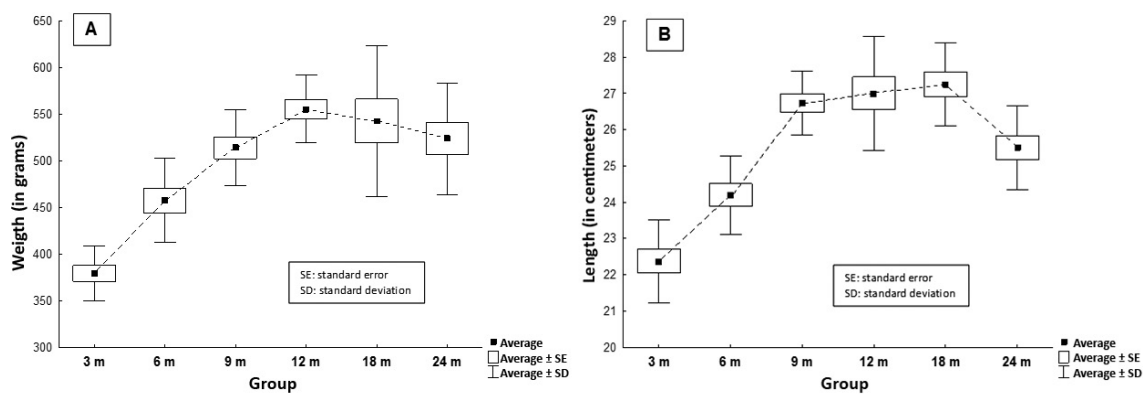 A
Weigth (in grams)
650
600
550
500
450
400
350
300
SE: standard error
SD: standard deviation
3 m 6 m 9 m 12 m 18 m 24 m
Group
Average
Average ± SE
Average ± SD
B
Length (in centimeters)
29
28
27
26
25
24
23
22
21
20
SE: standard error
SD: standard deviation
3 m 6 m 9 m 12 m 18 m 24 m
Group
Average
Average ± SE
Average ± SD